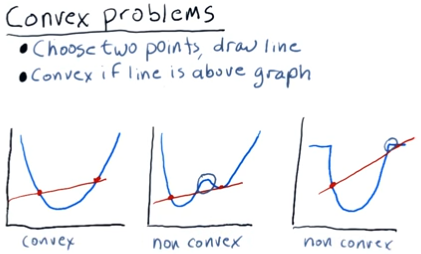 Convex problems
• Choose two points, draw line
• Convex if line is above graph
convex
non convex
non convex